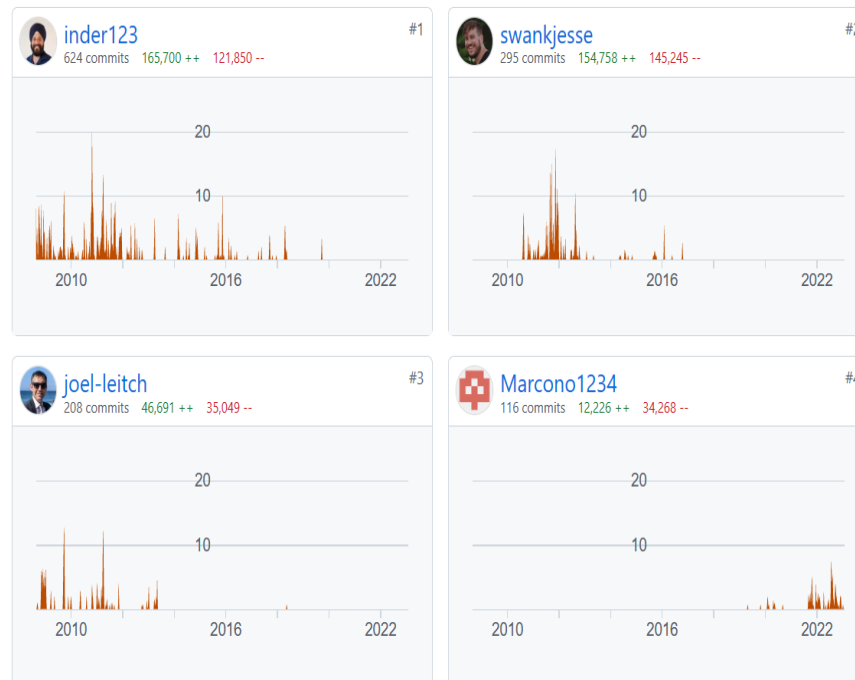 inder123 #1
624 commits 165,700 ++ 121,850 --
20
10
2010 2016 2022
swankjesse
295 commits 154,758 ++ 145,245 --
20
10
2010 2016 2022
joel-leitch #3
208 commits 46,691 ++ 35,049 --
20
10
2010 2016 2022
Marcono1234
116 commits 12,226 ++ 34,268 --
20
10
2010 2016 2022